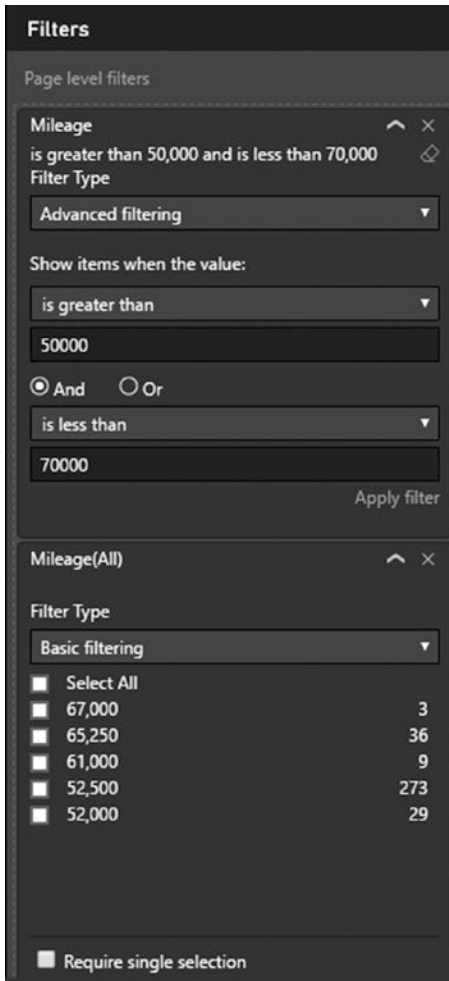 Filters
Page level filters
Mileage
is greater than 50,000 and is less than 70,000
Filter Type
Advanced filtering
Show items when the value:
is greater than
50000
And Or
is less than
70000
Apply filter
Mileage(All)
Filter Type
Basic filtering
Select All
67,000 3
65,250 36
61,000 9
52,500 273
52,000 29
Require single selection